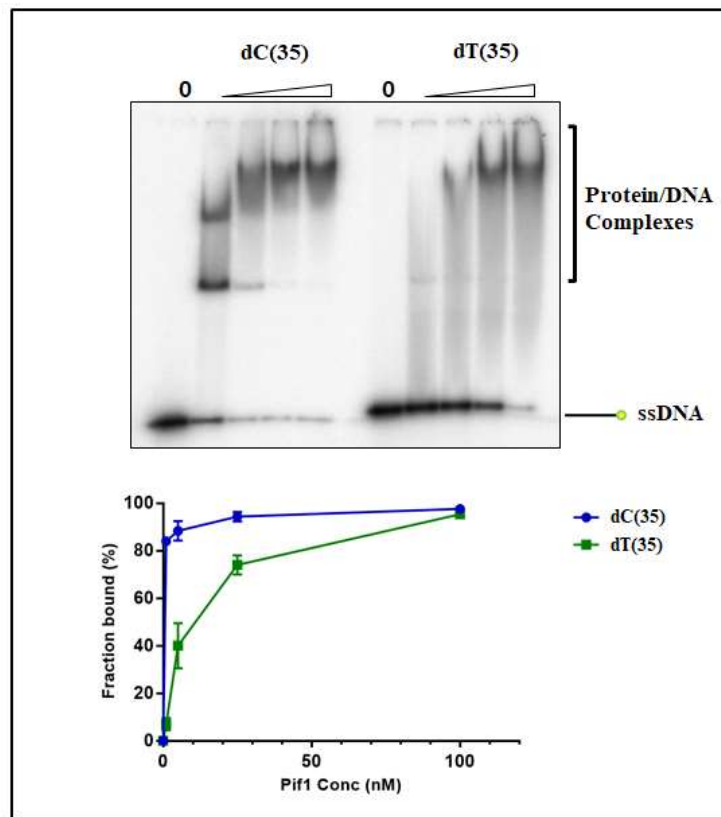 dC(35) dT(35)
0 0
Protein/DNA
Complexes
ssDNA
100
80
60
40
20
0
Fraction bound (%)
0 50 100
Pif1 Conc (nM)
dC(35)
dT(35)